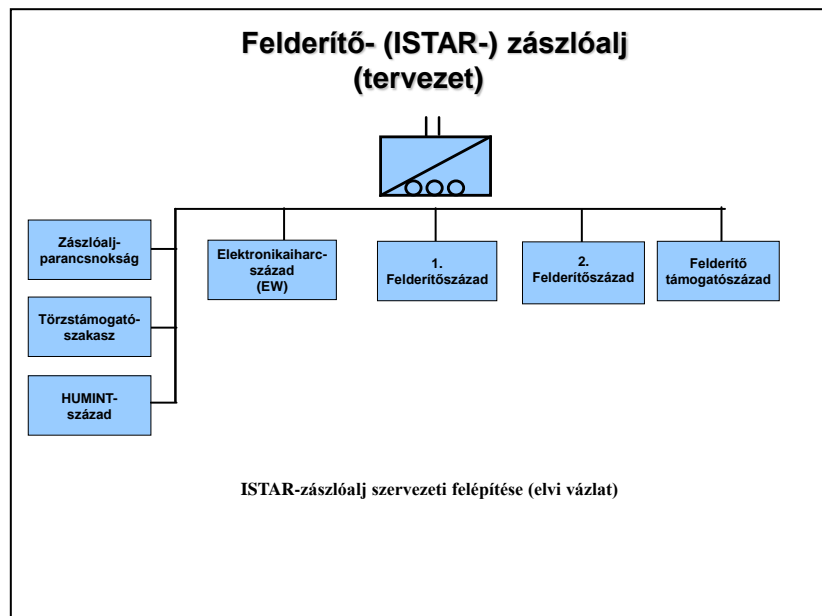 Felderítő- (ISTAR-) zászlóalj
(tervezet)
Zászlóalj-
parancsnokság
Törzstámogató-
szakasz
HUMINT-
század
Elektronikaiharc-
század
(EW)
1.
Felderítőszázad
2.
Felderítőszázad
Felderítő
támogatószázad
ISTAR-zászlóalj szervezeti felépítése (elvi vázlat)